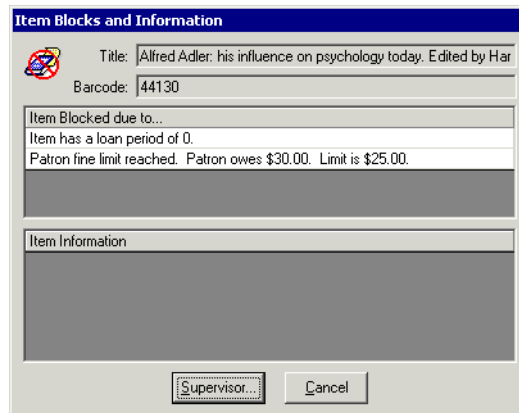 Item Blocks and Information
Title: Alfred Adler: his influence on psychology today. Edited by Har
Barcode: 44130
Item Blocked due to...
Item has a loan period of 0.
Patron fine limit reached.  Patron owes $30.00.  Limit is $25.00.
Item Information
Supervisor... Cancel